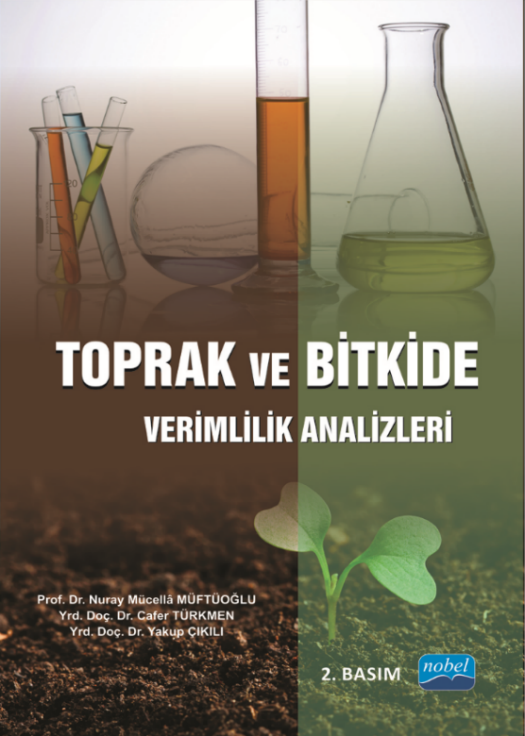 TOPRAK VE BİTKİDE
VERİMLİLİK ANALİZLERİ
Prof. Dr. Nuray Mücellâ MÜFTÜOĞLU
Yrd. Doç. Dr. Cafer TÜRKMEN
Yrd. Doç. Dr. Yakup ÇIKILI
2. BASIM
nobel